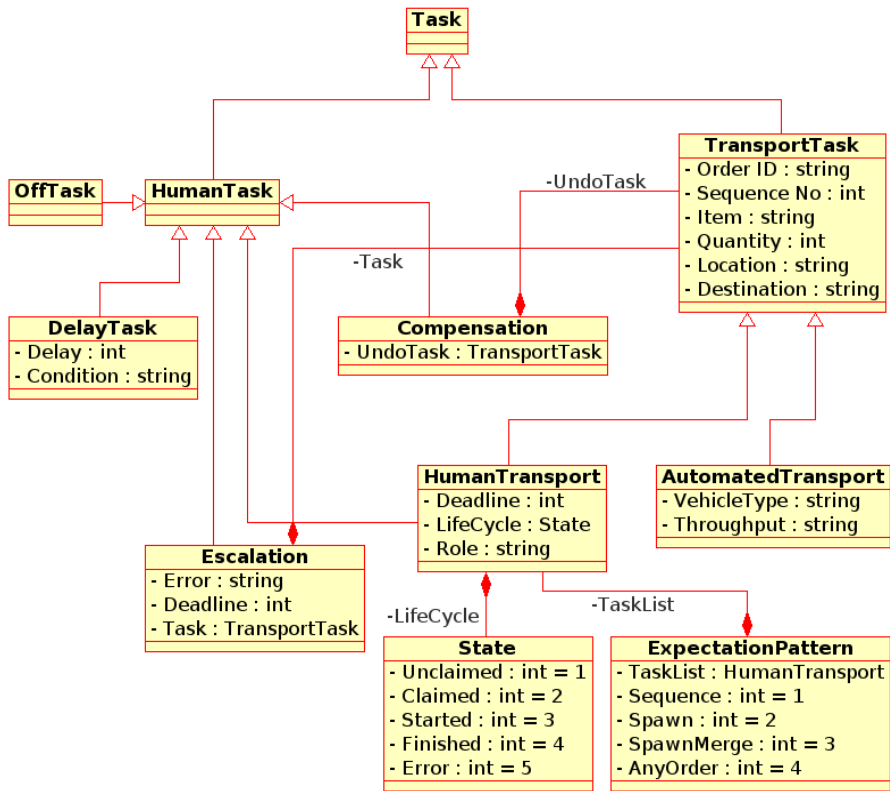 Task
TransportTask
- Order ID : string
- Sequence No : int
- Item : string
- Quantity : int
- Location : string
- Destination : string
OffTask
HumanTask
-UndoTask
-Task
DelayTask
- Delay : int
- Condition : string
Compensation
- UndoTask : TransportTask
HumanTransport
- Deadline : int
- LifeCycle : State
- Role : string
AutomatedTransport
- VehicleType : string
- Throughput : string
Escalation
- Error : string
- Deadline : int
- Task : TransportTask
-LifeCycle
-TaskList
State
- Unclaimed : int = 1
- Claimed : int = 2
- Started : int = 3
- Finished : int = 4
- Error : int = 5
ExpectationPattern
- TaskList : HumanTransport
- Sequence : int = 1
- Spawn : int = 2
- SpawnMerge : int = 3
- AnyOrder : int = 4